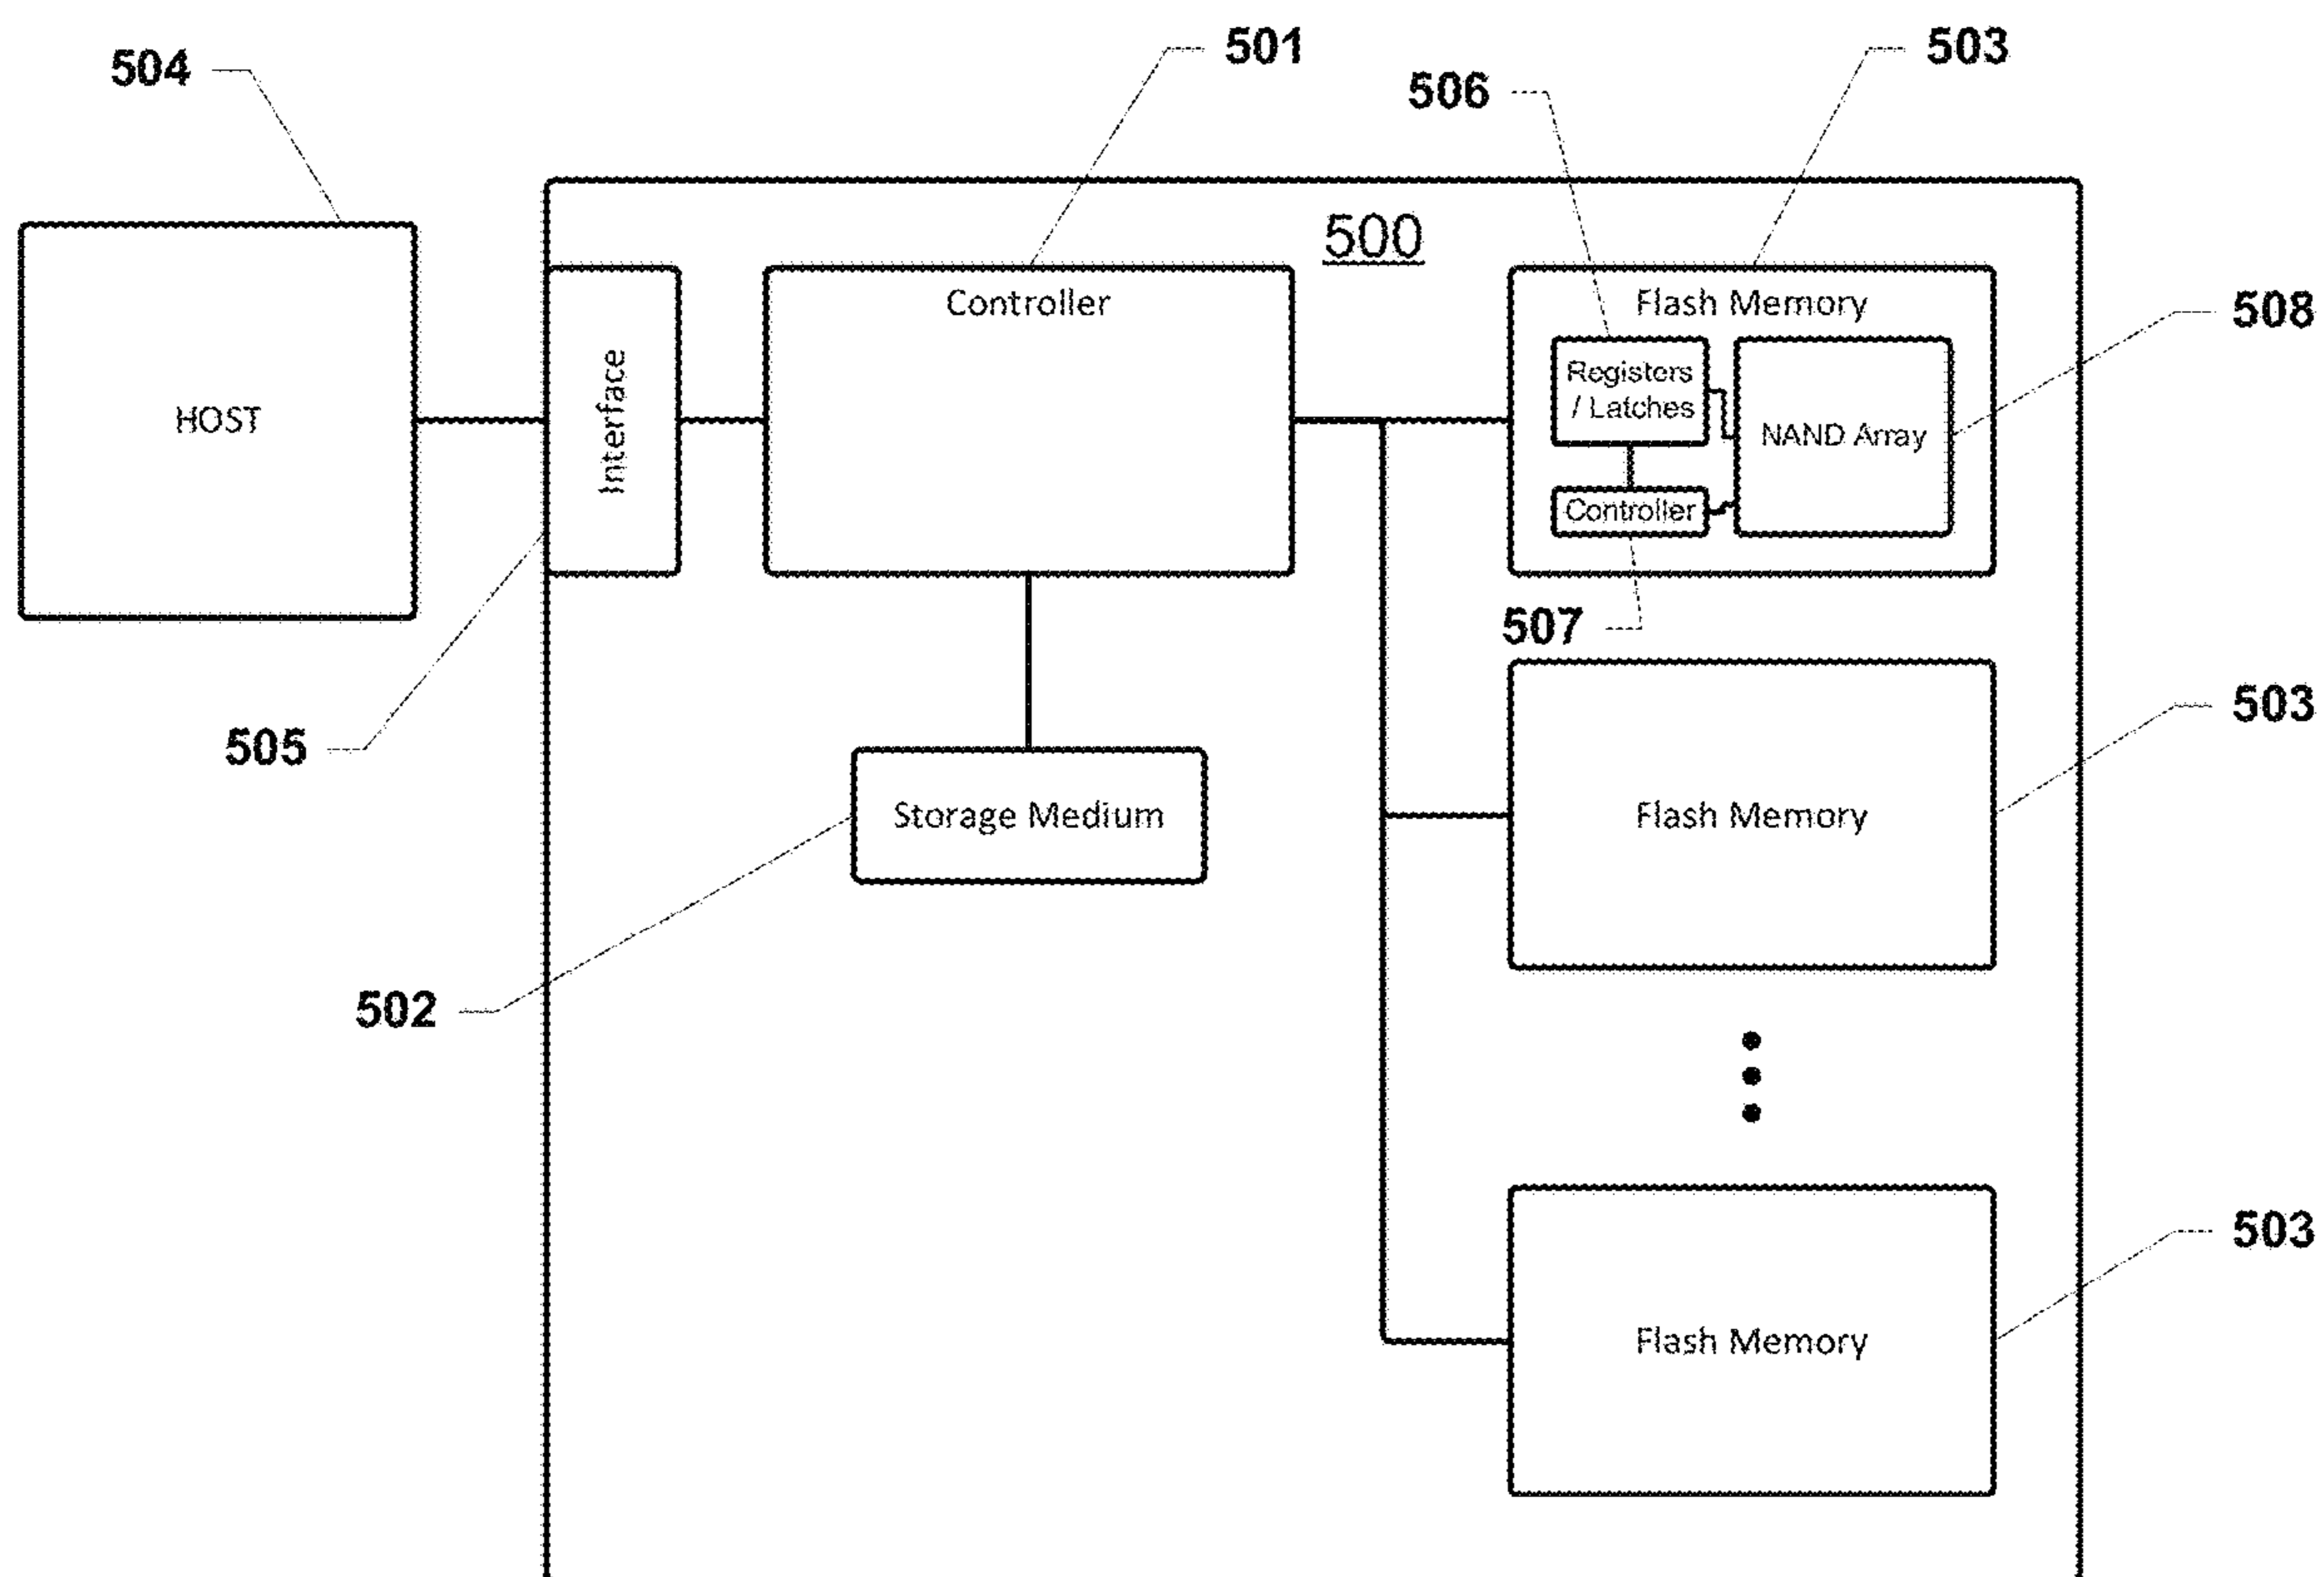 501
503
504
506
500
Controller
Flash Memory
508
Registers
/ Latches
HOST
Interface
NAND Array
Controller
507
503
505
Storage Medium
Flash Memory
502
503
Flash Memory